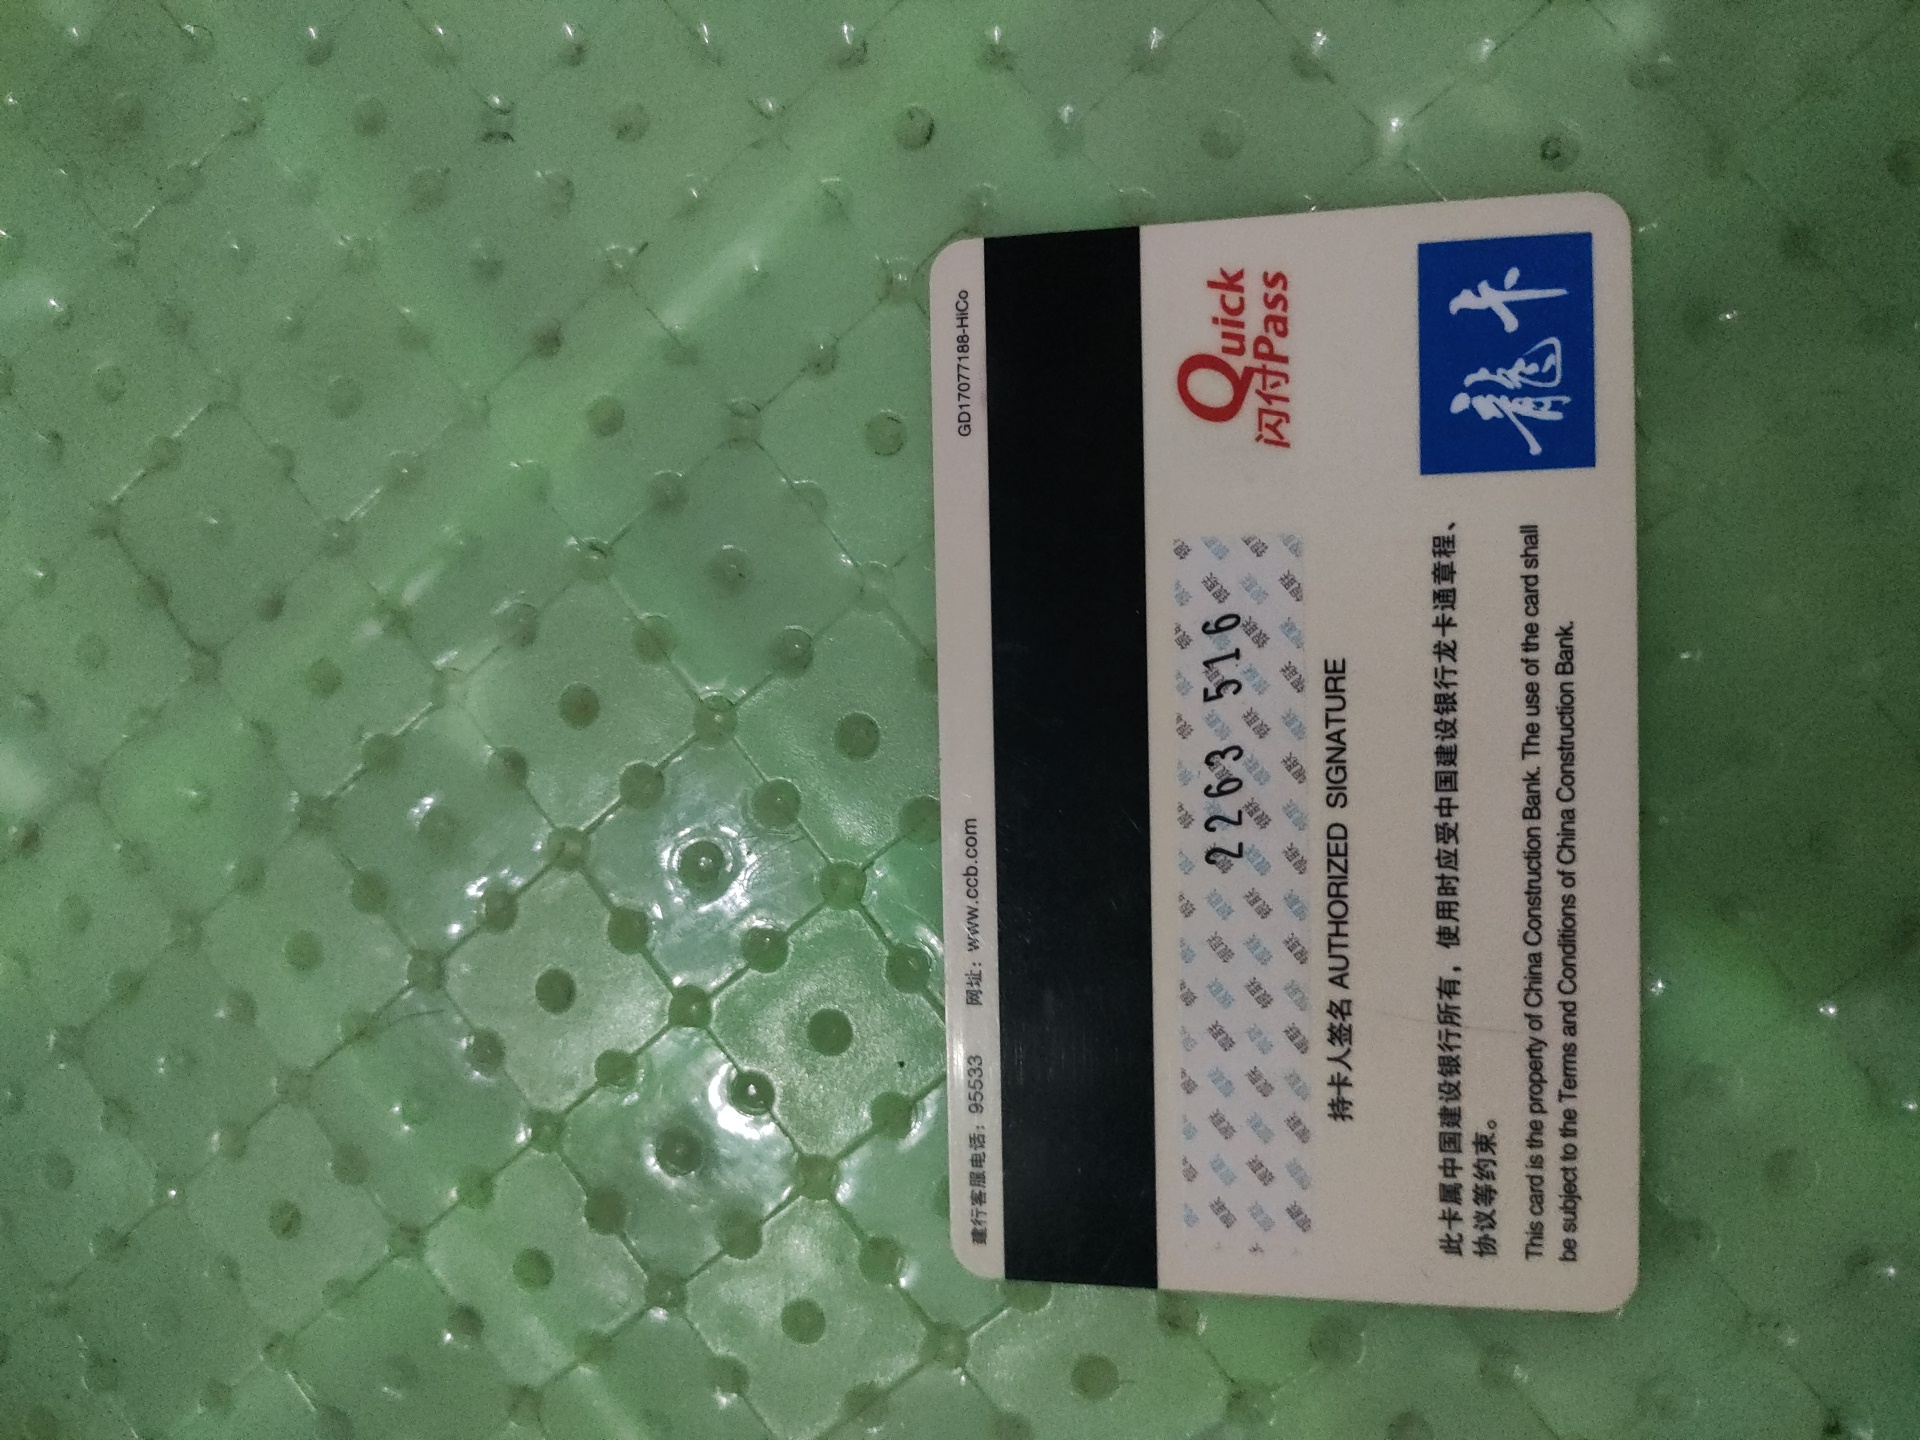 建行客服电话：95533 网址：www.ccb.com GD17077188-HiCo
2263 516
Quick
闪付Pass
持卡人签名 AUTHORIZED SIGNATURE
龍卡
此卡属中国建设银行所有，使用时应受中国建设银行龙卡通章程、
协议等约束。
This card is the property of China Construction Bank. The use of the card shall
be subject to the Terms and Conditions of China Construction Bank.